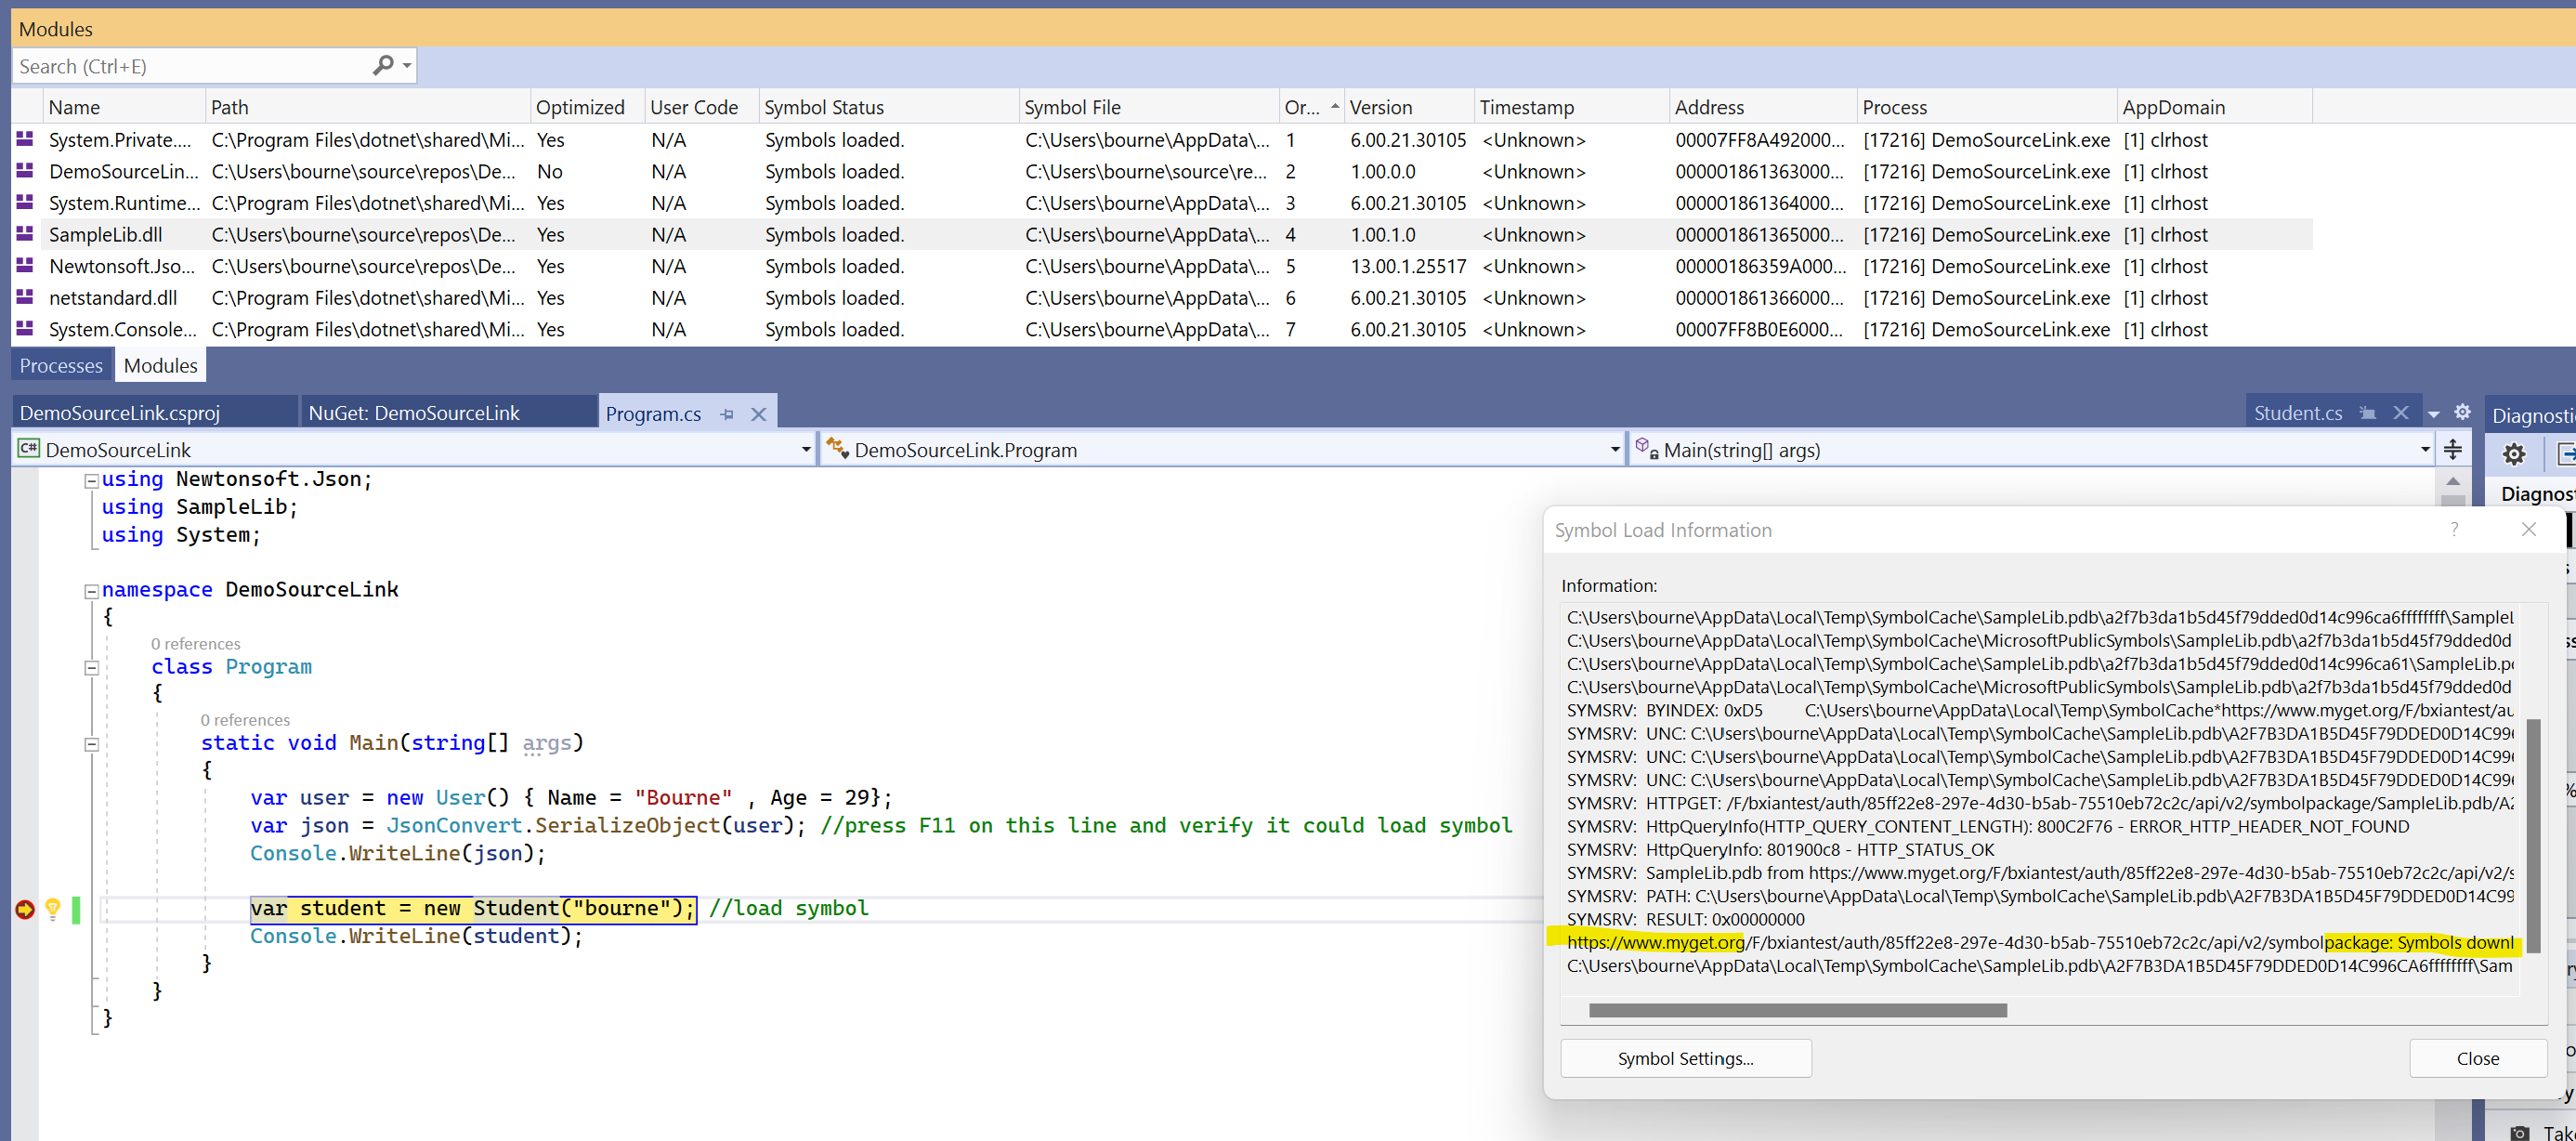 Modules
Search (Ctrl+E)
Name Path Optimized User Code Symbol Status Symbol File Or... Version Timestamp Address Process AppDomain
System.Private.... C:\Program Files\dotnet\shared\Mi... Yes N/A Symbols loaded. C:\Users\bourne\AppData\... 1 6.00.21.30105 <Unknown> 00007FF8A492000... [17216] DemoSourceLink.exe [1] clrhost
DemoSourceLin... C:\Users\bourne\source\repos\De... No N/A Symbols loaded. C:\Users\bourne\source\re... 2 1.00.0.0 <Unknown> 000001861363000... [17216] DemoSourceLink.exe [1] clrhost
System.Runtime... C:\Program Files\dotnet\shared\Mi... Yes N/A Symbols loaded. C:\Users\bourne\AppData\... 3 6.00.21.30105 <Unknown> 000001861364000... [17216] DemoSourceLink.exe [1] clrhost
SampleLib.dll C:\Users\bourne\source\repos\De... Yes N/A Symbols loaded. C:\Users\bourne\AppData\... 4 1.00.1.0 <Unknown> 000001861365000... [17216] DemoSourceLink.exe [1] clrhost
Newtonsoft.Jso... C:\Users\bourne\source\repos\De... Yes N/A Symbols loaded. C:\Users\bourne\AppData\... 5 13.00.1.25517 <Unknown> 00000186359A000... [17216] DemoSourceLink.exe [1] clrhost
netstandard.dll C:\Program Files\dotnet\shared\Mi... Yes N/A Symbols loaded. C:\Users\bourne\AppData\... 6 6.00.21.30105 <Unknown> 000001861366000... [17216] DemoSourceLink.exe [1] clrhost
System.Console... C:\Program Files\dotnet\shared\Mi... Yes N/A Symbols loaded. C:\Users\bourne\AppData\... 7 6.00.21.30105 <Unknown> 00007FF8B0E6000... [17216] DemoSourceLink.exe [1] clrhost
Processes Modules
DemoSourceLink.csproj NuGet: DemoSourceLink Program.cs Student.cs Diagnosti
C# DemoSourceLink DemoSourceLink.Program Main(string[] args)
Diagnost
using Newtonsoft.Json;
using SampleLib;
using System;
namespace DemoSourceLink
{
0 references
class Program
{
0 references
static void Main(string[] args)
{
var user = new User() { Name = "Bourne" , Age = 29};
var json = JsonConvert.SerializeObject(user); //press F11 on this line and verify it could load symbol
Console.WriteLine(json);
var student = new Student("bourne"); //load symbol
Console.WriteLine(student);
}
}
}
Symbol Load Information ?
Information:
C:\Users\bourne\AppData\Local\Temp\SymbolCache\SampleLib.pdb\a2f7b3da1b5d45f79dded0d14c996ca6ffffffff\SampleL
C:\Users\bourne\AppData\Local\Temp\SymbolCache\MicrosoftPublicSymbols\SampleLib.pdb\a2f7b3da1b5d45f79dded0d
C:\Users\bourne\AppData\Local\Temp\SymbolCache\SampleLib.pdb\a2f7b3da1b5d45f79dded0d14c996ca61\SampleLib.p
C:\Users\bourne\AppData\Local\Temp\SymbolCache\MicrosoftPublicSymbols\SampleLib.pdb\a2f7b3da1b5d45f79dded0d
SYMSRV: BYINDEX: 0xD5 C:\Users\bourne\AppData\Local\Temp\SymbolCache*https://www.myget.org/F/bxiantest/au
SYMSRV: UNC: C:\Users\bourne\AppData\Local\Temp\SymbolCache\SampleLib.pdb\A2F7B3DA1B5D45F79DDED0D14C996
SYMSRV: UNC: C:\Users\bourne\AppData\Local\Temp\SymbolCache\SampleLib.pdb\A2F7B3DA1B5D45F79DDED0D14C996
SYMSRV: UNC: C:\Users\bourne\AppData\Local\Temp\SymbolCache\SampleLib.pdb\A2F7B3DA1B5D45F79DDED0D14C996
SYMSRV: HTTPGET: /F/bxiantest/auth/85ff22e8-297e-4d30-b5ab-75510eb72c2c/api/v2/symbolpackage/SampleLib.pdb/A2
SYMSRV: HttpQueryInfo(HTTP_QUERY_CONTENT_LENGTH): 800C2F76 - ERROR_HTTP_HEADER_NOT_FOUND
SYMSRV: HttpQueryInfo: 801900c8 - HTTP_STATUS_OK
SYMSRV: SampleLib.pdb from https://www.myget.org/F/bxiantest/auth/85ff22e8-297e-4d30-b5ab-75510eb72c2c/api/v2/s
SYMSRV: PATH: C:\Users\bourne\AppData\Local\Temp\SymbolCache\SampleLib.pdb\A2F7B3DA1B5D45F79DDED0D14C99
SYMSRV: RESULT: 0x00000000
https://www.myget.org/F/bxiantest/auth/85ff22e8-297e-4d30-b5ab-75510eb72c2c/api/v2/symbolpackage: Symbols downl
C:\Users\bourne\AppData\Local\Temp\SymbolCache\SampleLib.pdb\A2F7B3DA1B5D45F79DDED0D14C996CA6ffffffff\Sam
Symbol Settings... Close
Take